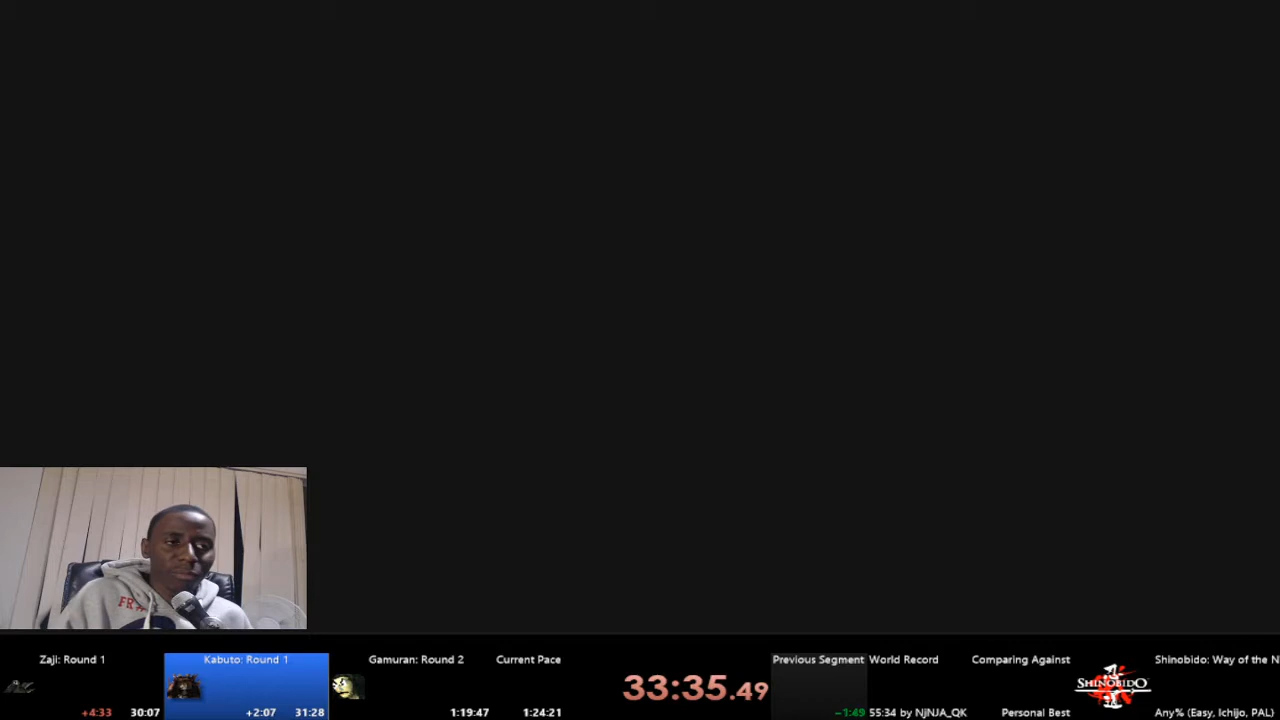 FR
Zaji: Round 1
+4:33 30:07
Kabuto: Round 1
+2:07 31:28
Gamuran: Round 2
1:19:47
Current Pace
1:24:21
33:35.49
Previous Segment
−1:49
World Record
55:34 by NjNJA_QK
Comparing Against
Personal Best
SHINOBIDO
Shinobido: Way of the N
Any% (Easy, Ichijo, PAL)